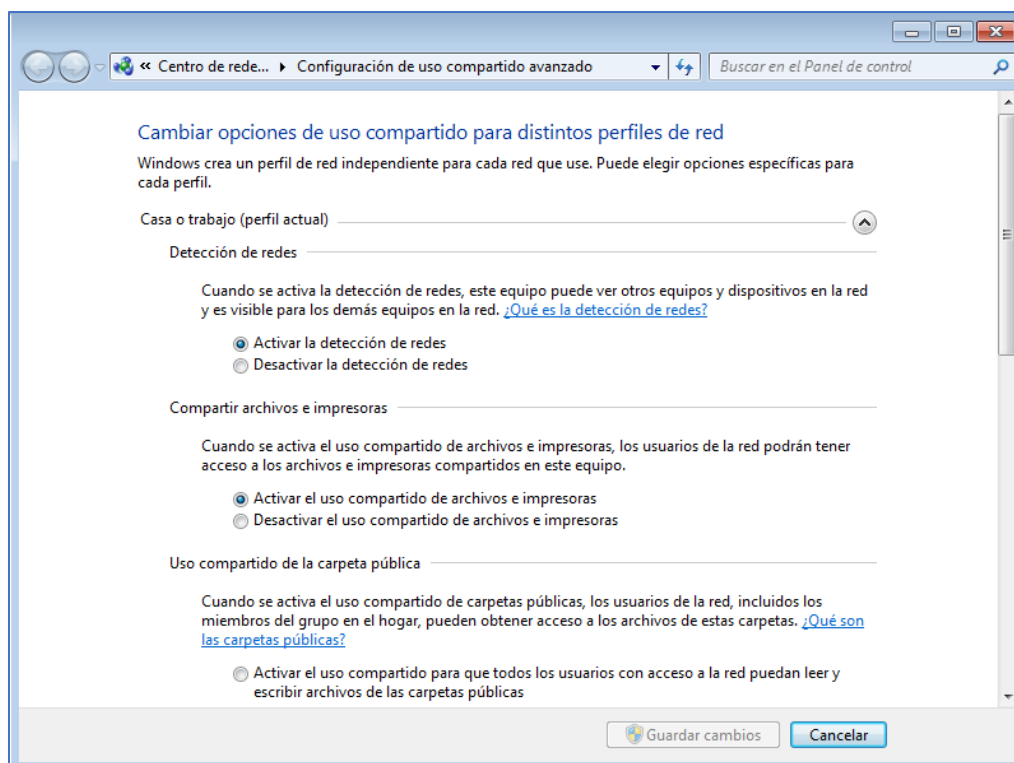 « Centro de rede... ▸ Configuración de uso compartido avanzado
Buscar en el Panel de control
Cambiar opciones de uso compartido para distintos perfiles de red
Windows crea un perfil de red independiente para cada red que use. Puede elegir opciones específicas para
cada perfil.
Casa o trabajo (perfil actual)
Detección de redes
Cuando se activa la detección de redes, este equipo puede ver otros equipos y dispositivos en la red
y es visible para los demás equipos en la red. ¿Qué es la detección de redes?
Activar la detección de redes
Desactivar la detección de redes
Compartir archivos e impresoras
Cuando se activa el uso compartido de archivos e impresoras, los usuarios de la red podrán tener
acceso a los archivos e impresoras compartidos en este equipo.
Activar el uso compartido de archivos e impresoras
Desactivar el uso compartido de archivos e impresoras
Uso compartido de la carpeta pública
Cuando se activa el uso compartido de carpetas públicas, los usuarios de la red, incluidos los
miembros del grupo en el hogar, pueden obtener acceso a los archivos de estas carpetas. ¿Qué son
las carpetas públicas?
Activar el uso compartido para que todos los usuarios con acceso a la red puedan leer y
escribir archivos de las carpetas públicas
Guardar cambios
Cancelar